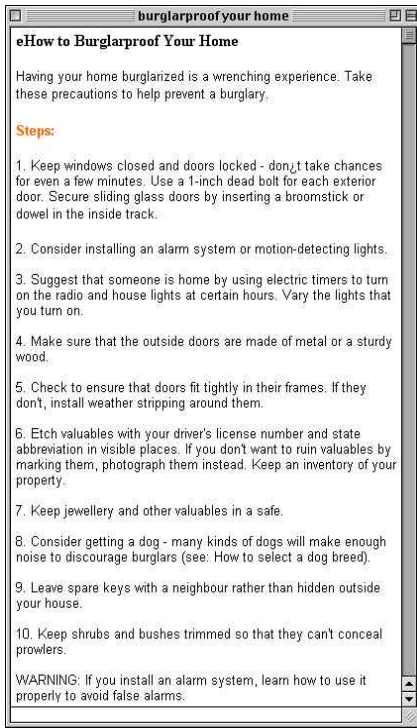 burglarproof your home
eHow to Burglarproof Your Home
Having your home burglarized is a wrenching experience. Take
these precautions to help prevent a burglary.
Steps:
1. Keep windows closed and doors locked - don¿t take chances
for even a few minutes. Use a 1-inch dead bolt for each exterior
door. Secure sliding glass doors by inserting a broomstick or
dowel in the inside track.
2. Consider installing an alarm system or motion-detecting lights.
3. Suggest that someone is home by using electric timers to turn
on the radio and house lights at certain hours. Vary the lights that
you turn on.
4. Make sure that the outside doors are made of metal or a sturdy
wood.
5. Check to ensure that doors fit tightly in their frames. If they
don't, install weather stripping around them.
6. Etch valuables with your driver's license number and state
abbreviation in visible places. If you don't want to ruin valuables by
marking them, photograph them instead. Keep an inventory of your
property.
7. Keep jewellery and other valuables in a safe.
8. Consider getting a dog - many kinds of dogs will make enough
noise to discourage burglars (see: How to select a dog breed).
9. Leave spare keys with a neighbour rather than hidden outside
your house.
10. Keep shrubs and bushes trimmed so that they can't conceal
prowlers.
WARNING: If you install an alarm system, learn how to use it
properly to avoid false alarms.